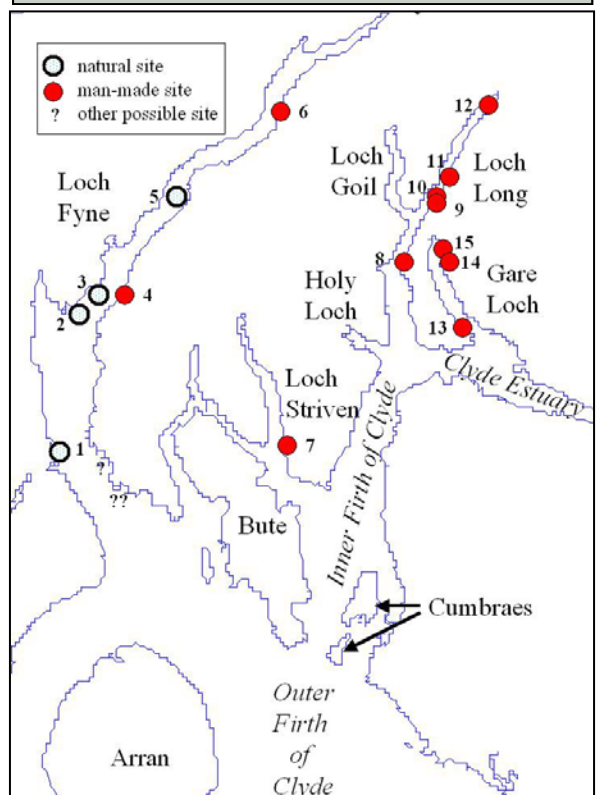 natural site
man-made site
? other possible site
12
6
Loch
Goil
11
Loch
Long
10
9
5
Loch
Fyne
15
14
8
Gare
Loch
Holy
Loch
3
4
2
13
Clyde Estuary
Loch
Striven
7
1
?
??
Inner Firth of Clyde
Bute
Cumbraes
Outer
Firth
of
Clyde
Arran